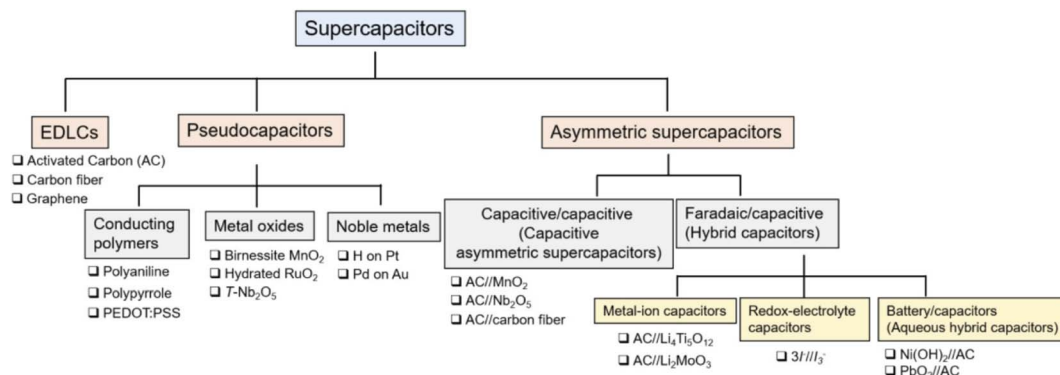 Supercapacitors
EDLCs
❑ Activated Carbon (AC)
❑ Carbon fiber
❑ Graphene
Pseudocapacitors
Conducting
polymers
❑ Polyaniline
❑ Polypyrrole
❑ PEDOT:PSS
Metal oxides
❑ Birnessite MnO₂
❑ Hydrated RuO₂
❑ T-Nb₂O₅
Noble metals
❑ H on Pt
❑ Pd on Au
Asymmetric supercapacitors
Capacitive/capacitive
(Capacitive
asymmetric supercapacitors)
❑ AC//MnO₂
❑ AC//Nb₂O₅
❑ AC//carbon fiber
Faradaic/capacitive
(Hybrid capacitors)
Metal-ion capacitors
❑ AC//Li₄Ti₅O₁₂
❑ AC//Li₂MoO₃
Redox-electrolyte
capacitors
❑ 3I⁻//I₃⁻
Battery/capacitors
(Aqueous hybrid capacitors)
❑ Ni(OH)₂//AC
❑ PbO₂//AC